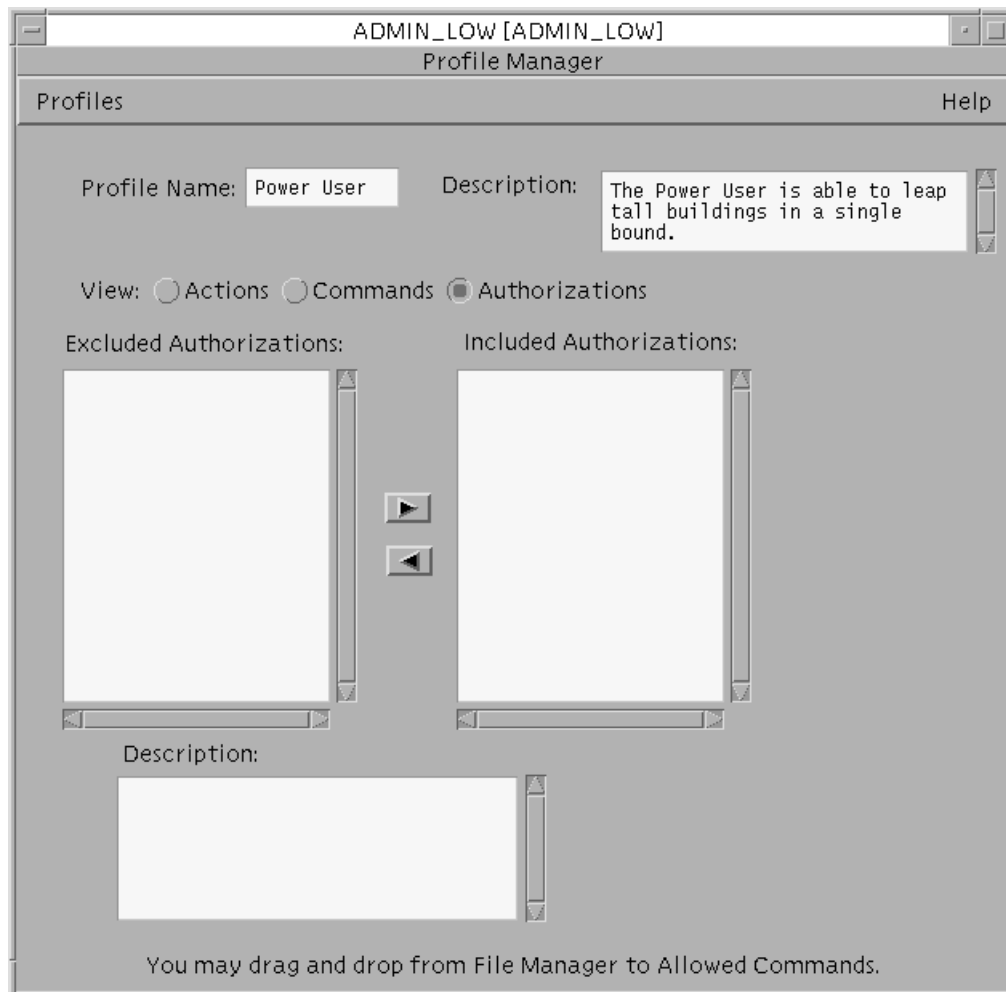 ADMIN_LOW [ADMIN_LOW]
Profile Manager
Profiles Help
Profile Name: Power User Description: The Power User is able to leap
tall buildings in a single
bound.
View: Actions Commands Authorizations
Excluded Authorizations: Included Authorizations:
Description:
You may drag and drop from File Manager to Allowed Commands.